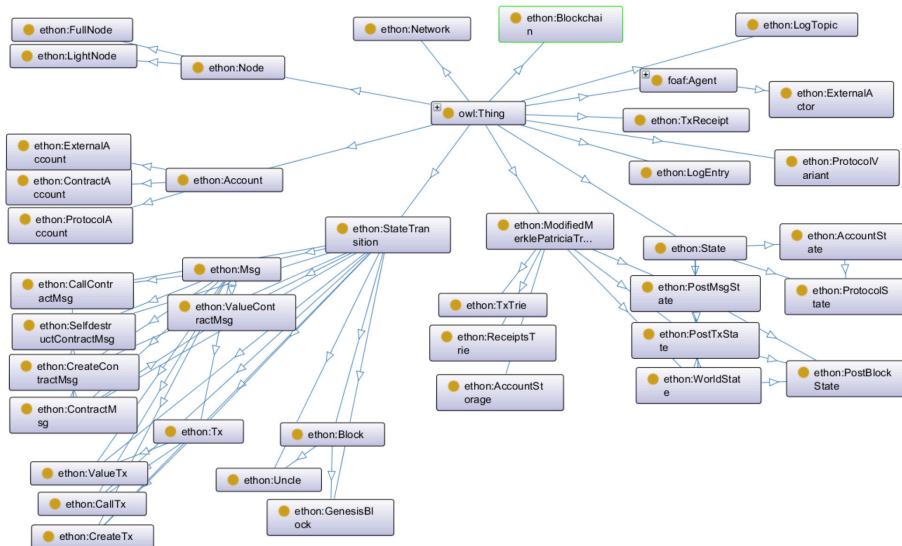 ethon:FullNode
ethon:Network
ethon:Blockchai
n
ethon:LogTopic
ethon:LightNode
ethon:Node
foaf:Agent
ethon:ExternalA
ctor
owl:Thing
ethon:TxReceipt
ethon:ExternalA
ccount
ethon:ContractA
ccount
ethon:Account
ethon:ProtocolA
ccount
ethon:LogEntry
ethon:ProtocolV
ariant
ethon:StateTran
sition
ethon:ModifiedM
erklePatriciaTr...
ethon:State
ethon:AccountSt
ate
ethon:Msg
ethon:CallContr
actMsg
ethon:ValueContr
ractMsg
ethon:Selfdest
ructContractMsg
ethon:CreateCon
tractMsg
ethon:ContractM
sg
ethon:TxTrie
ethon:ReceiptsT
rie
ethon:AccountSt
orage
ethon:PostMsgSt
ate
ethon:ProtocolS
tate
ethon:PostTxSta
te
ethon:WorldStat
e
ethon:PostBlock
State
ethon:Tx
ethon:Block
ethon:ValueTx
ethon:Uncle
ethon:CallTx
ethon:GenesisBl
ock
ethon:CreateTx